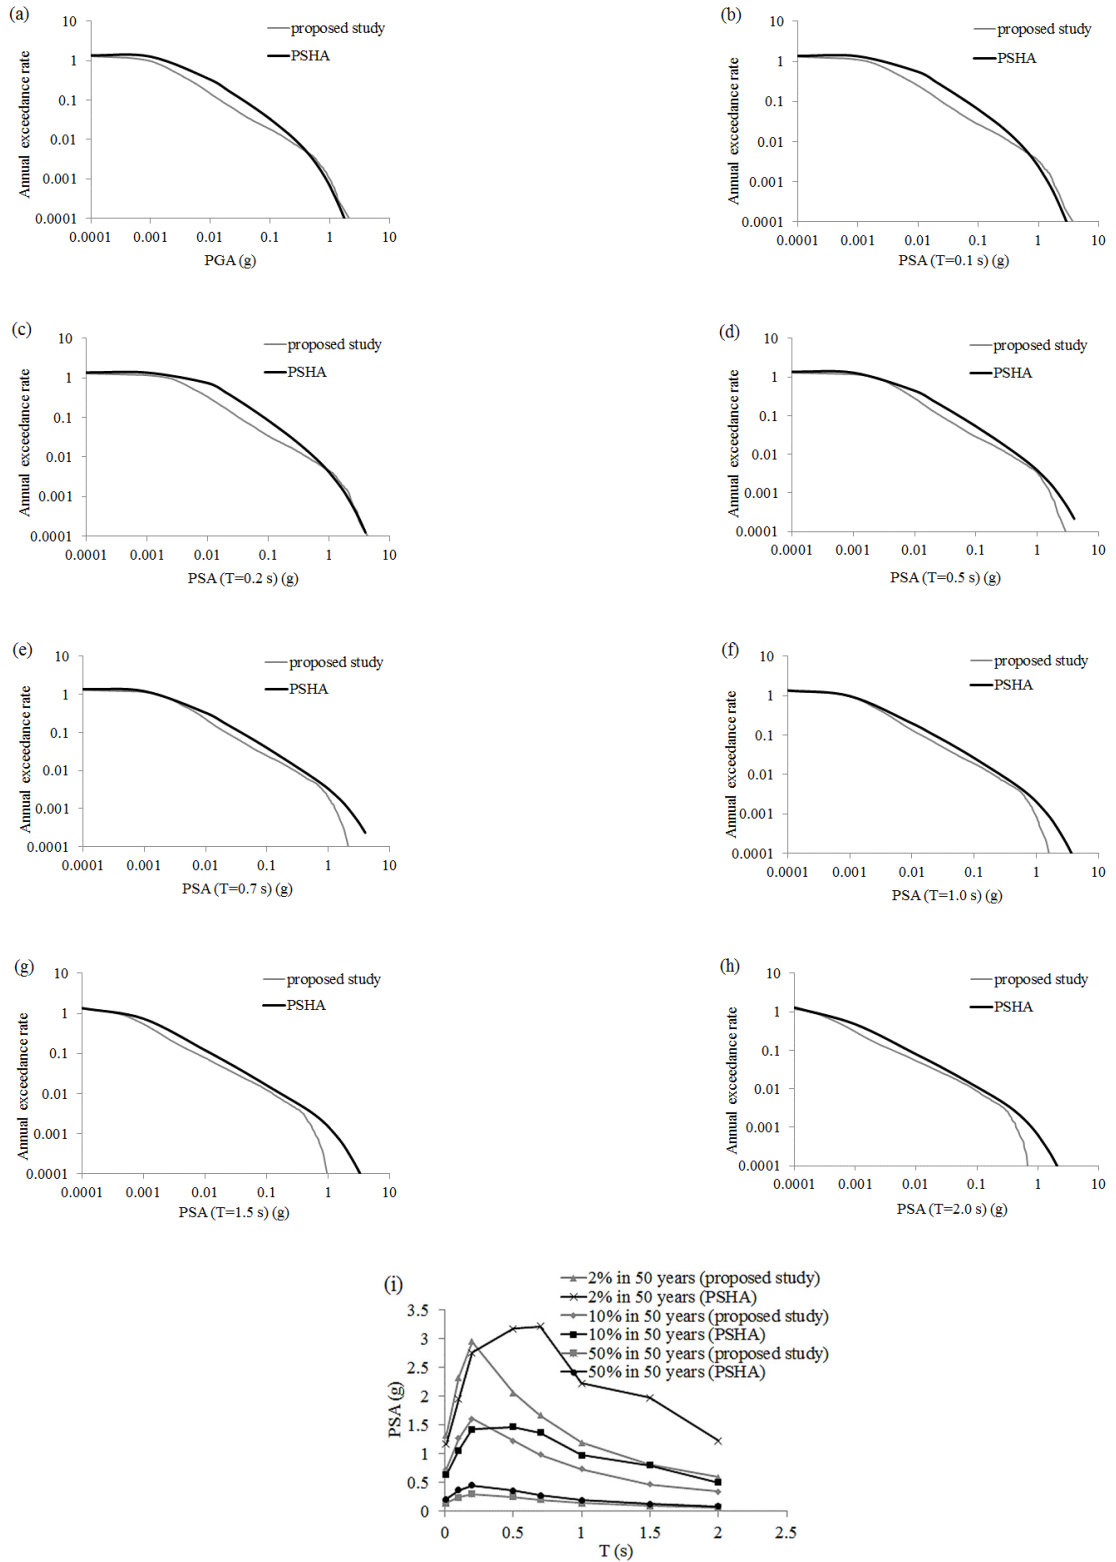 (a)
proposed study
PSHA
Annual exceedance rate
10
1
0.1
0.01
0.001
0.0001
0.0001 0.001 0.01 0.1 1 10
PGA (g)
(b)
proposed study
PSHA
Annual exceedance rate
10
1
0.1
0.01
0.001
0.0001
0.0001 0.001 0.01 0.1 1 10
PSA (T=0.1 s) (g)
(c)
proposed study
PSHA
Annual exceedance rate
10
1
0.1
0.01
0.001
0.0001
0.0001 0.001 0.01 0.1 1 10
PSA (T=0.2 s) (g)
(d)
proposed study
PSHA
Annual exceedance rate
10
1
0.1
0.01
0.001
0.0001
0.0001 0.001 0.01 0.1 1 10
PSA (T=0.5 s) (g)
(e)
proposed study
PSHA
Annual exceedance rate
10
1
0.1
0.01
0.001
0.0001
0.0001 0.001 0.01 0.1 1 10
PSA (T=0.7 s) (g)
(f)
proposed study
PSHA
Annual exceedance rate
10
1
0.1
0.01
0.001
0.0001
0.0001 0.001 0.01 0.1 1 10
PSA (T=1.0 s) (g)
(g)
proposed study
PSHA
Annual exceedance rate
10
1
0.1
0.01
0.001
0.0001
0.0001 0.001 0.01 0.1 1 10
PSA (T=1.5 s) (g)
(h)
proposed study
PSHA
Annual exceedance rate
10
1
0.1
0.01
0.001
0.0001
0.0001 0.001 0.01 0.1 1 10
PSA (T=2.0 s) (g)
(i)
2% in 50 years (proposed study)
2% in 50 years (PSHA)
10% in 50 years (proposed study)
10% in 50 years (PSHA)
50% in 50 years (proposed study)
50% in 50 years (PSHA)
PSA (g)
3.5
3
2.5
2
1.5
1
0.5
0
0 0.5 1 1.5 2 2.5
T (s)